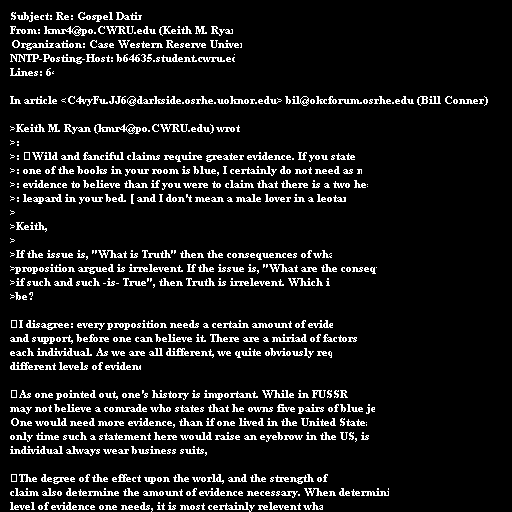 Subject: Re: Gospel Datin
From: kmr4@po.CWRU.edu (Keith M. Rya
Organization: Case Western Reserve Univer
NNTP-Posting-Host: b64635.student.cwru.ed
Lines: 6
In article <C4vyFu.JJ6@darkside.osrhe.uoknor.edu> bil@okcforum.osrhe.edu (Bill Conner)
>Keith M. Ryan (kmr4@po.CWRU.edu) wrot
>:
>: Wild and fanciful claims require greater evidence. If you state
>: one of the books in your room is blue, I certainly do not need as
>: evidence to believe than if you were to claim that there is a two he
>: leapard in your bed. [ and I don't mean a male lover in a leotar
>
>Keith,
>
>If the issue is, "What is Truth" then the consequences of wha
>proposition argued is irrelevent. If the issue is, "What are the conseq
>if such and such -is- True", then Truth is irrelevent. Which i
>be?
I disagree: every proposition needs a certain amount of evide
and support, before one can believe it. There are a miriad of factors
each individual. As we are all different, we quite obviously req
different levels of eviden
As one pointed out, one's history is important. While in FUSSR
may not believe a comrade who states that he owns five pairs of blue je
One would need more evidence, than if one lived in the United State
only time such a statement here would raise an eyebrow in the US, is
individual always wear business suits,
The degree of the effect upon the world, and the strength of
claim also determine the amount of evidence necessary. When determini
level of evidence one needs, it is most certainly relevent wha